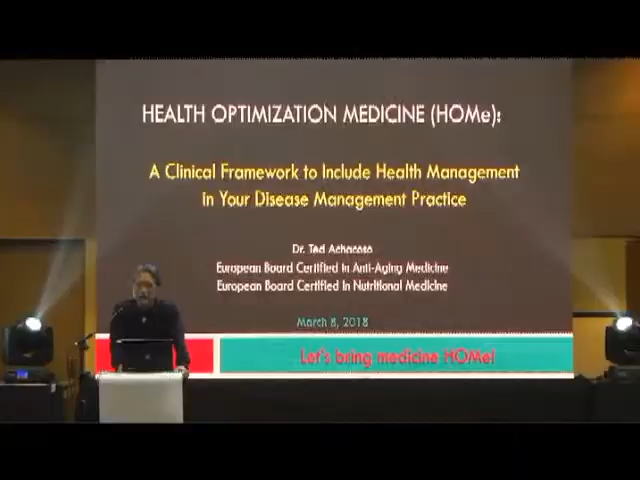 HEALTH OPTIMIZATION MEDICINE (HOMe):
A Clinical Framework to Include Health Management
in Your Disease Management Practice
Dr. Ted Achacoso
European Board Certified in Anti-Aging Medicine
European Board Certified in Nutritional Medicine
March 8, 2018
Let's bring medicine HOMe!